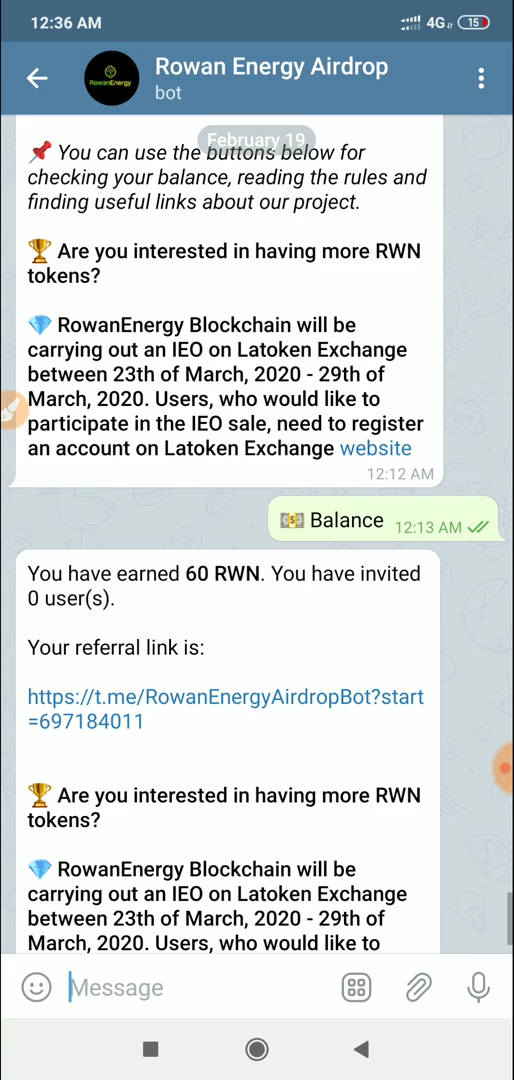 12:36 AM
4G
15
Rowan Energy Airdrop
RowanEnergy
bot
February 19
📌 You can use the buttons below for
checking your balance, reading the rules and
finding useful links about our project.
🏆 Are you interested in having more RWN
tokens?
💎 RowanEnergy Blockchain will be
carrying out an IEO on Latoken Exchange
between 23th of March, 2020 - 29th of
March, 2020. Users, who would like to
participate in the IEO sale, need to register
an account on Latoken Exchange website
12:12 AM
💵 Balance 12:13 AM
You have earned 60 RWN. You have invited
0 user(s).
Your referral link is:
https://t.me/RowanEnergyAirdropBot?start
=697184011
🏆 Are you interested in having more RWN
tokens?
💎 RowanEnergy Blockchain will be
carrying out an IEO on Latoken Exchange
between 23th of March, 2020 - 29th of
March, 2020. Users, who would like to
Message